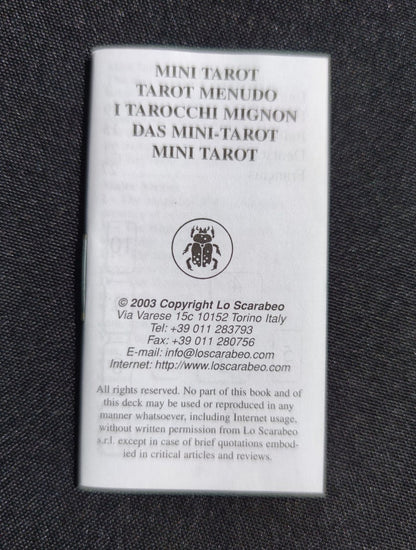 MINI TAROT
TAROT MENUDO
I TAROCCHI MIGNON
DAS MINI-TAROT
MINI TAROT
© 2003 Copyright Lo Scarabeo
Via Varese 15c 10152 Torino Italy
Tel: +39 011 283793
Fax: +39 011 280756
E-mail: info@loscarabeo.com
Internet: http://www.loscarabeo.com
All rights reserved. No part of this book and of
this deck may be used or reproduced in any
manner whatsoever, including Internet usage,
without written permission from Lo Scarabeo
s.r.l. except in case of brief quotations embod-
ied in critical articles and reviews.